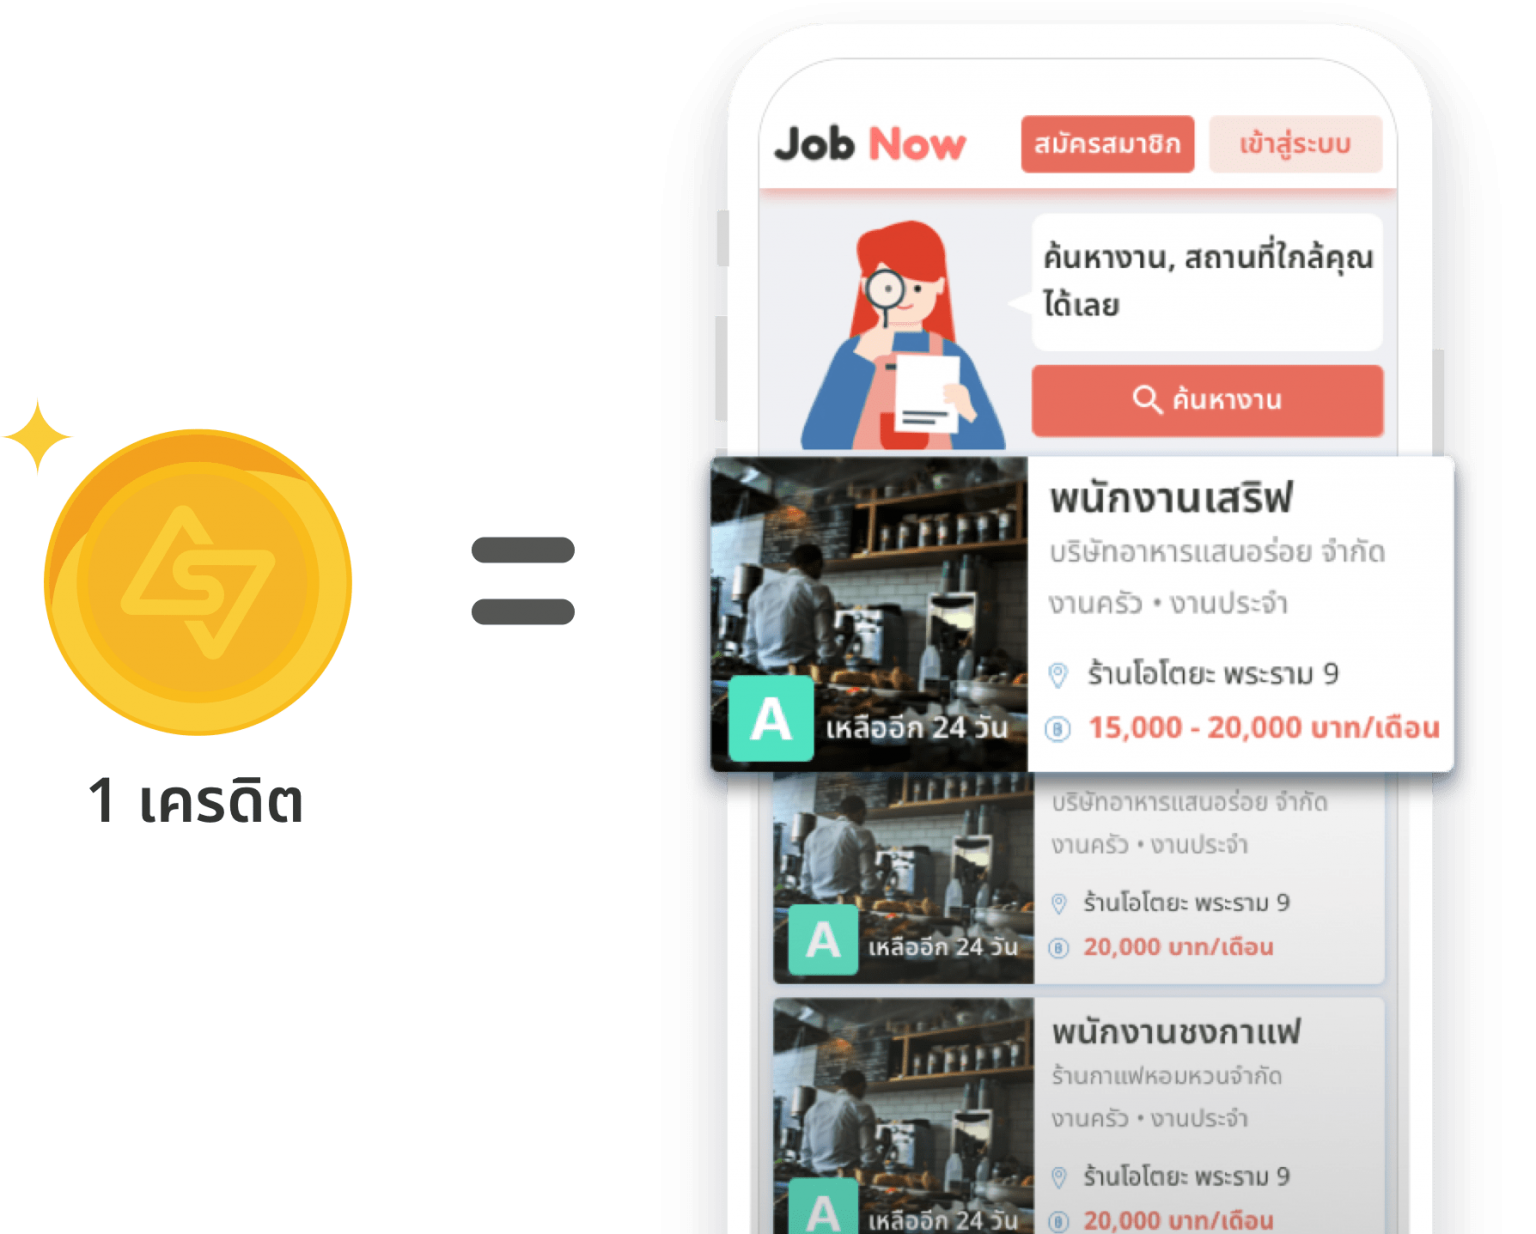 1 เครดิต
Job Now
สมัครสมาชิก
เข้าสู่ระบบ
ค้นหางาน, สถานที่ใกล้คุณ
ได้เลย
ค้นหางาน
พนักงานเสริฟ
บริษัทอาหารแสนอร่อย จำกัด
งานครัว • งานประจำ
ร้านโอโตยะ พระราม 9
15,000 - 20,000 บาท/เดือน
A
เหลืออีก 24 วัน
บริษัทอาหารแสนอร่อย จำกัด
งานครัว • งานประจำ
ร้านโอโตยะ พระราม 9
20,000 บาท/เดือน
A
เหลืออีก 24 วัน
พนักงานชงกาแฟ
ร้านกาแฟหอมหวนจำกัด
งานครัว • งานประจำ
ร้านโอโตยะ พระราม 9
20,000 บาท/เดือน
A
เหลืออีก 24 วัน